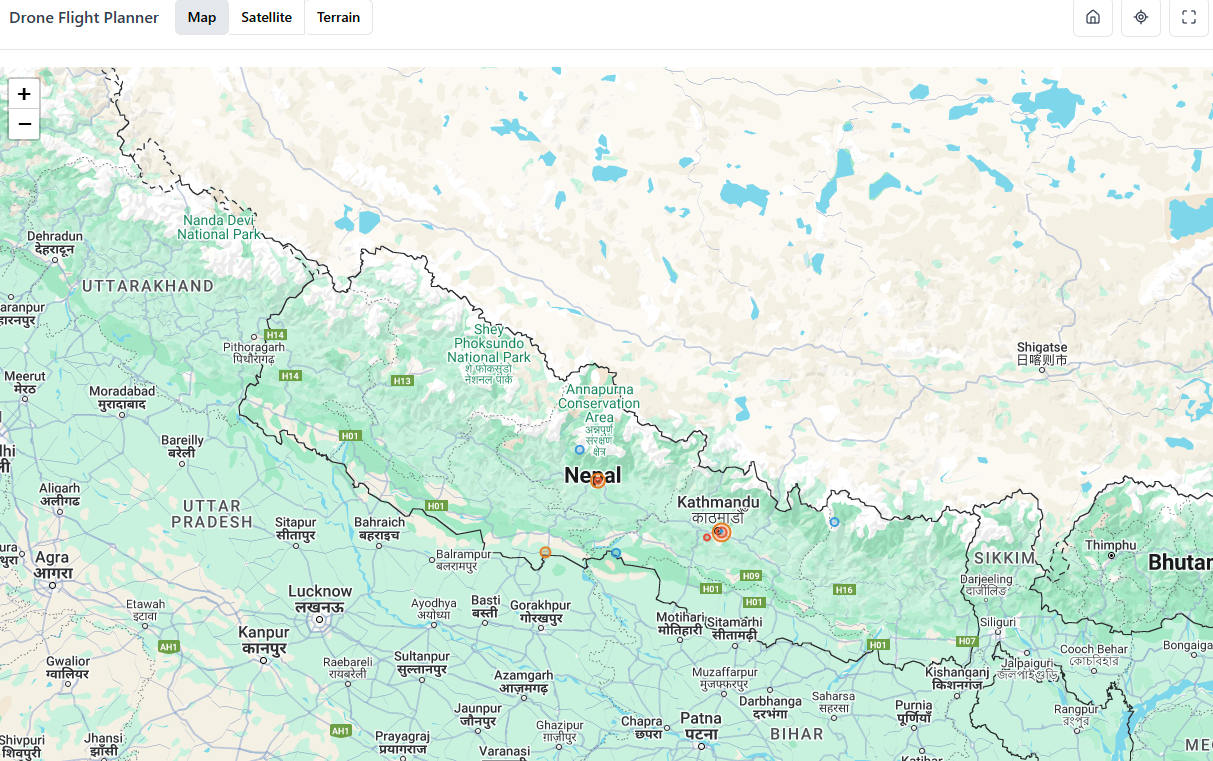 Drone Flight Planner
Map
Satellite
Terrain
+
−
Nanda Devi
National Park
Dehradun
देहरादून
UTTARAKHAND
aranpur
हारनपुर
Pithoragarh
पिथौरागढ़
H14
H14
H13
Shey
Phoksundo
National Park
शे फोकसुन्डो
नेशनल पार्क
Shigatse
日喀则市
Meerut
मेरठ
Moradabad
मुरादाबाद
Annapurna
Conservation
Area
अन्नपूर्ण
संरक्षण
क्षेत्र
H01
Bareilly
बरेली
lhi
ली
Nepal
Aligarh
अलीगढ
UTTAR
PRADESH
H01
Kathmandu
काठमाडौं
Sitapur
सीतापुर
Bahraich
बहराइच
Agra
आगरा
ura
थुरा
Balrampur
बलरामपुर
SIKKIM
Thimphu
Bhutan
Darjeeling
दार्जीलिंग
H09
H01
H01
H16
Lucknow
लखनऊ
Etawah
इटावा
Ayodhya
अयोध्या
Basti
बस्ती
Gorakhpur
गोरखपुर
Motihari
मोतिहारी
Sitamarhi
सीतामढ़ी
Siliguri
Kanpur
कानपुर
AH1
H01
H07
Cooch Behar
কোচবিহার
Bongaiga
Gwalior
ग्वालियर
Raebareli
रायबरेली
Sultanpur
सुल्तानपुर
Azamgarh
आज़मगढ़
Muzaffarpur
मुजफ्फरपुर
Kishanganj
किशनगंज
Jalpaiguri
জলপাইগুড়ি
Darbhanga
दरभंगा
Saharsa
सहरसा
Purnia
पूर्णिया
Rangpur
রংপুর
Jaunpur
जौनपुर
Ghazipur
ग़ाज़ीपुर
Chapra
छपरा
Patna
पटना
BIHAR
AH1
Shivpuri
शिवपुरी
Jhansi
झाँसी
Prayagraj
प्रयागराज
Varanasi
Katihar
ME